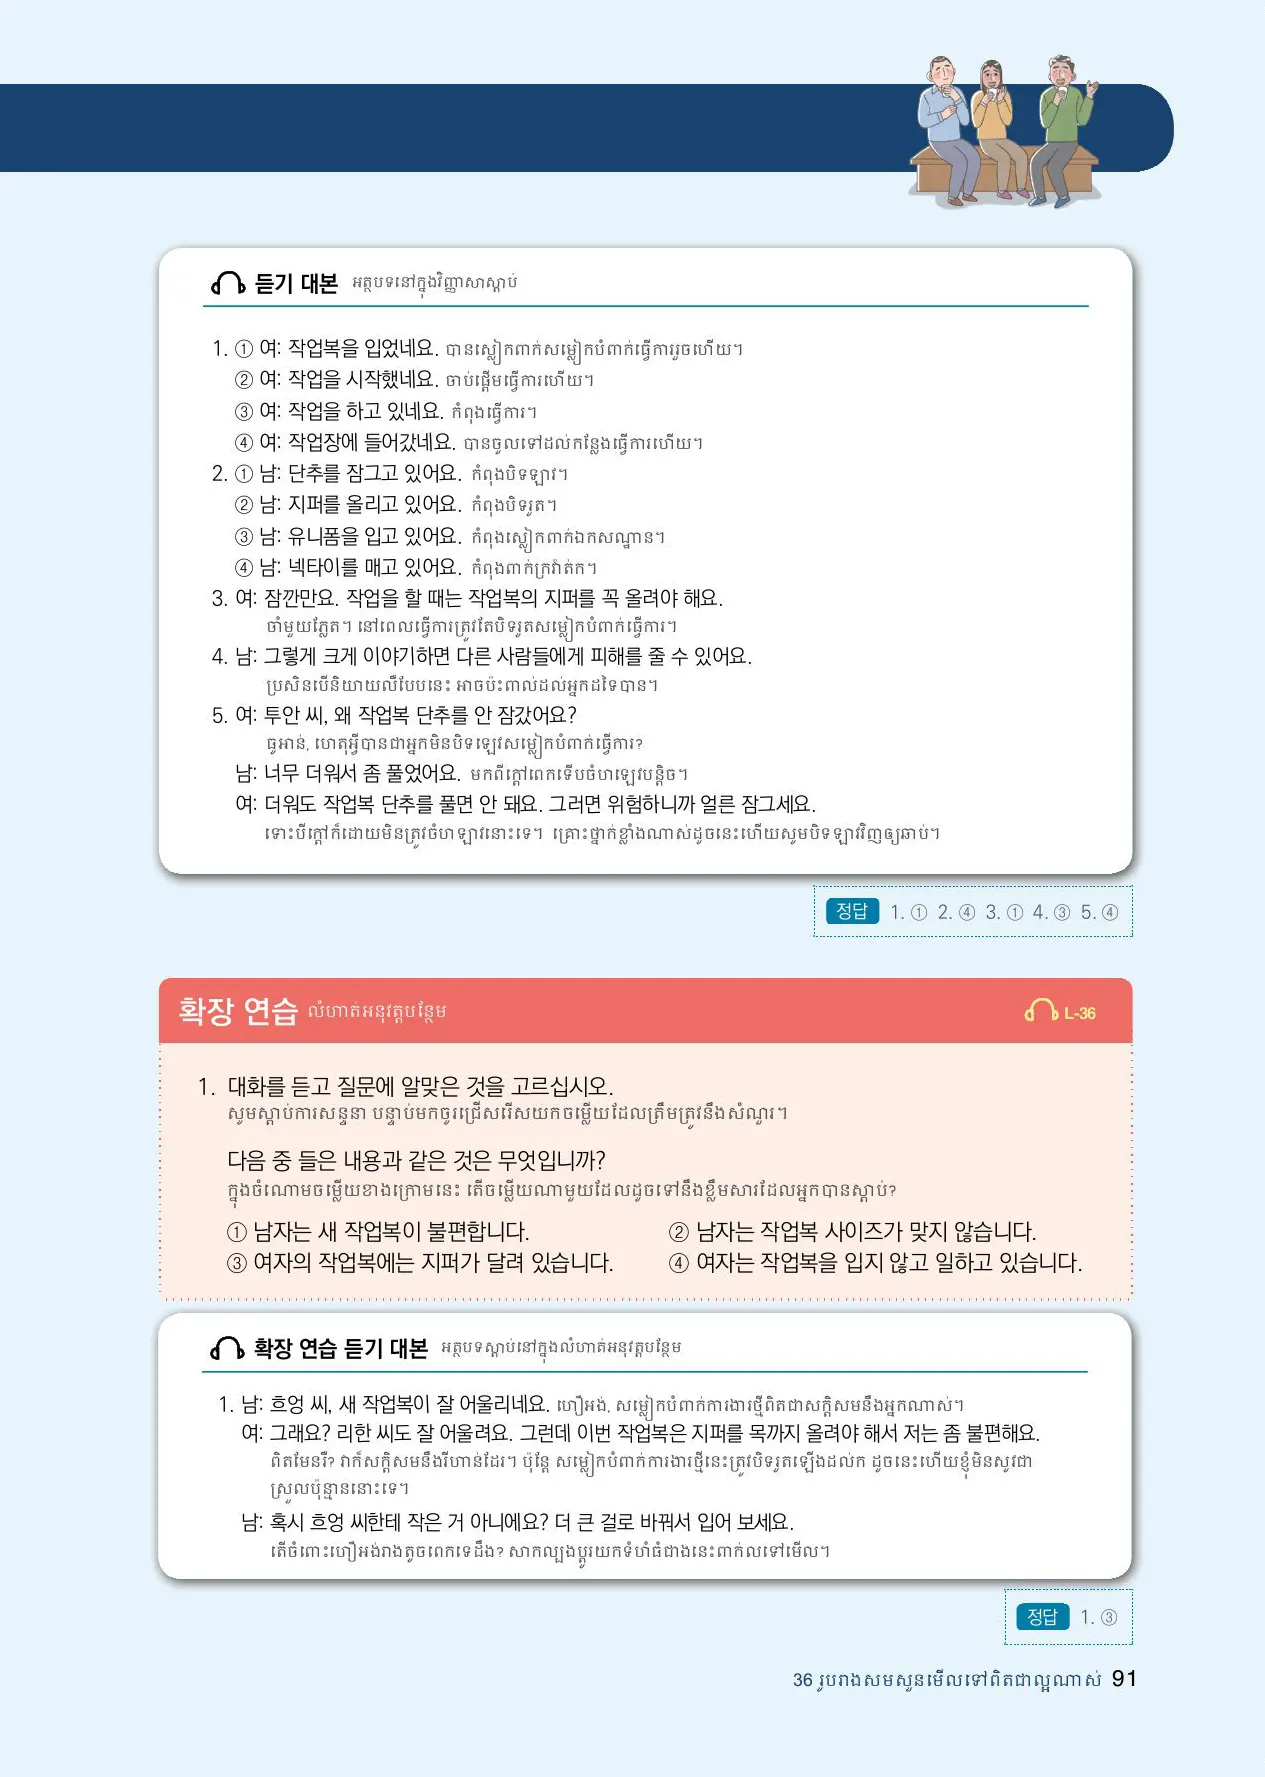 듣기 대본 អត្ថបទនៅក្នុងវិញ្ញាសាស្តាប់
1. ① 여: 작업복을 입었네요. បានស្លៀកពាក់សម្លៀកបំពាក់ធ្វើការរួចហើយ។
② 여: 작업을 시작했네요. ចាប់ផ្តើមធ្វើការហើយ។
③ 여: 작업을 하고 있네요. កំពុងធ្វើការ។
④ 여: 작업장에 들어갔네요. បានចូលទៅដល់កន្លែងធ្វើការហើយ។
2. ① 남: 단추를 잠그고 있어요. កំពុងបិទឡាវ។
② 남: 지퍼를 올리고 있어요. កំពុងបិទរូត។
③ 남: 유니폼을 입고 있어요. កំពុងស្លៀកពាក់ឯកសណ្ឋាន។
④ 남: 넥타이를 매고 있어요. កំពុងពាក់ក្រវ៉ាត់ក។
3. 여: 잠깐만요. 작업을 할 때는 작업복의 지퍼를 꼭 올려야 해요.
ចាំមួយភ្លែត។ នៅពេលធ្វើការត្រូវតែបិទរូតសម្លៀកបំពាក់ធ្វើការ។
4. 남: 그렇게 크게 이야기하면 다른 사람들에게 피해를 줄 수 있어요.
ប្រសិនបើនិយាយលឺបែបនេះ អាចប៉ះពាល់ដល់អ្នកដទៃបាន។
5. 여: 투안 씨, 왜 작업복 단추를 안 잠갔어요?
ធូអាន់, ហេតុអ្វីបានជាអ្នកមិនបិទឡេវសម្លៀកបំពាក់ធ្វើការ?
남: 너무 더워서 좀 풀었어요. មកពីក្តៅពេកទើបចំហឡេវបន្តិច។
여: 더워도 작업복 단추를 풀면 안 돼요. 그러면 위험하니까 얼른 잠그세요.
ទោះបីក្តៅក៏ដោយមិនត្រូវចំហឡាវនោះទេ។ គ្រោះថ្នាក់ខ្លាំងណាស់ដូចនេះហើយសូមបិទឡាវវិញឲ្យឆាប់។
정답 1. ① 2. ④ 3. ① 4. ③ 5. ④
확장 연습 លំហាត់អនុវត្តបន្ថែម L-36
1. 대화를 듣고 질문에 알맞은 것을 고르십시오.
សូមស្តាប់ការសន្ទនា បន្ទាប់មកចូរជ្រើសរើសយកចម្លើយដែលត្រឹមត្រូវនឹងសំណួរ។
다음 중 들은 내용과 같은 것은 무엇입니까?
ក្នុងចំណោមចម្លើយខាងក្រោមនេះ តើចម្លើយណាមួយដែលដូចទៅនឹងខ្លឹមសារដែលអ្នកបានស្តាប់?
① 남자는 새 작업복이 불편합니다. ② 남자는 작업복 사이즈가 맞지 않습니다.
③ 여자의 작업복에는 지퍼가 달려 있습니다. ④ 여자는 작업복을 입지 않고 일하고 있습니다.
확장 연습 듣기 대본 អត្ថបទស្តាប់នៅក្នុងលំហាត់អនុវត្តបន្ថែម
1. 남: 흐엉 씨, 새 작업복이 잘 어울리네요. ហឿអង់, សម្លៀកបំពាក់ការងារថ្មីពិតជាសក្តិសមនឹងអ្នកណាស់។
여: 그래요? 리한 씨도 잘 어울려요. 그런데 이번 작업복은 지퍼를 목까지 올려야 해서 저는 좀 불편해요.
ពិតមែនរឺ? វាក៏សក្តិសមនឹងរីហាន់ដែរ។ ប៉ុន្តែ សម្លៀកបំពាក់ការងារថ្មីនេះត្រូវបិទរូតឡើងដល់ក ដូចនេះហើយខ្ញុំមិនសូវជា
ស្រួលប៉ុន្មាននោះទេ។
남: 혹시 흐엉 씨한테 작은 거 아니에요? 더 큰 걸로 바꿔서 입어 보세요.
តើចំពោះហឿអង់រាងតូចពេកទេដឹង? សាកល្បងប្តូរយកទំហំធំជាងនេះពាក់លទៅមើល។
정답 1. ③
36 រូបរាងសមសួនមើលទៅពិតជាល្អណាស់ 91